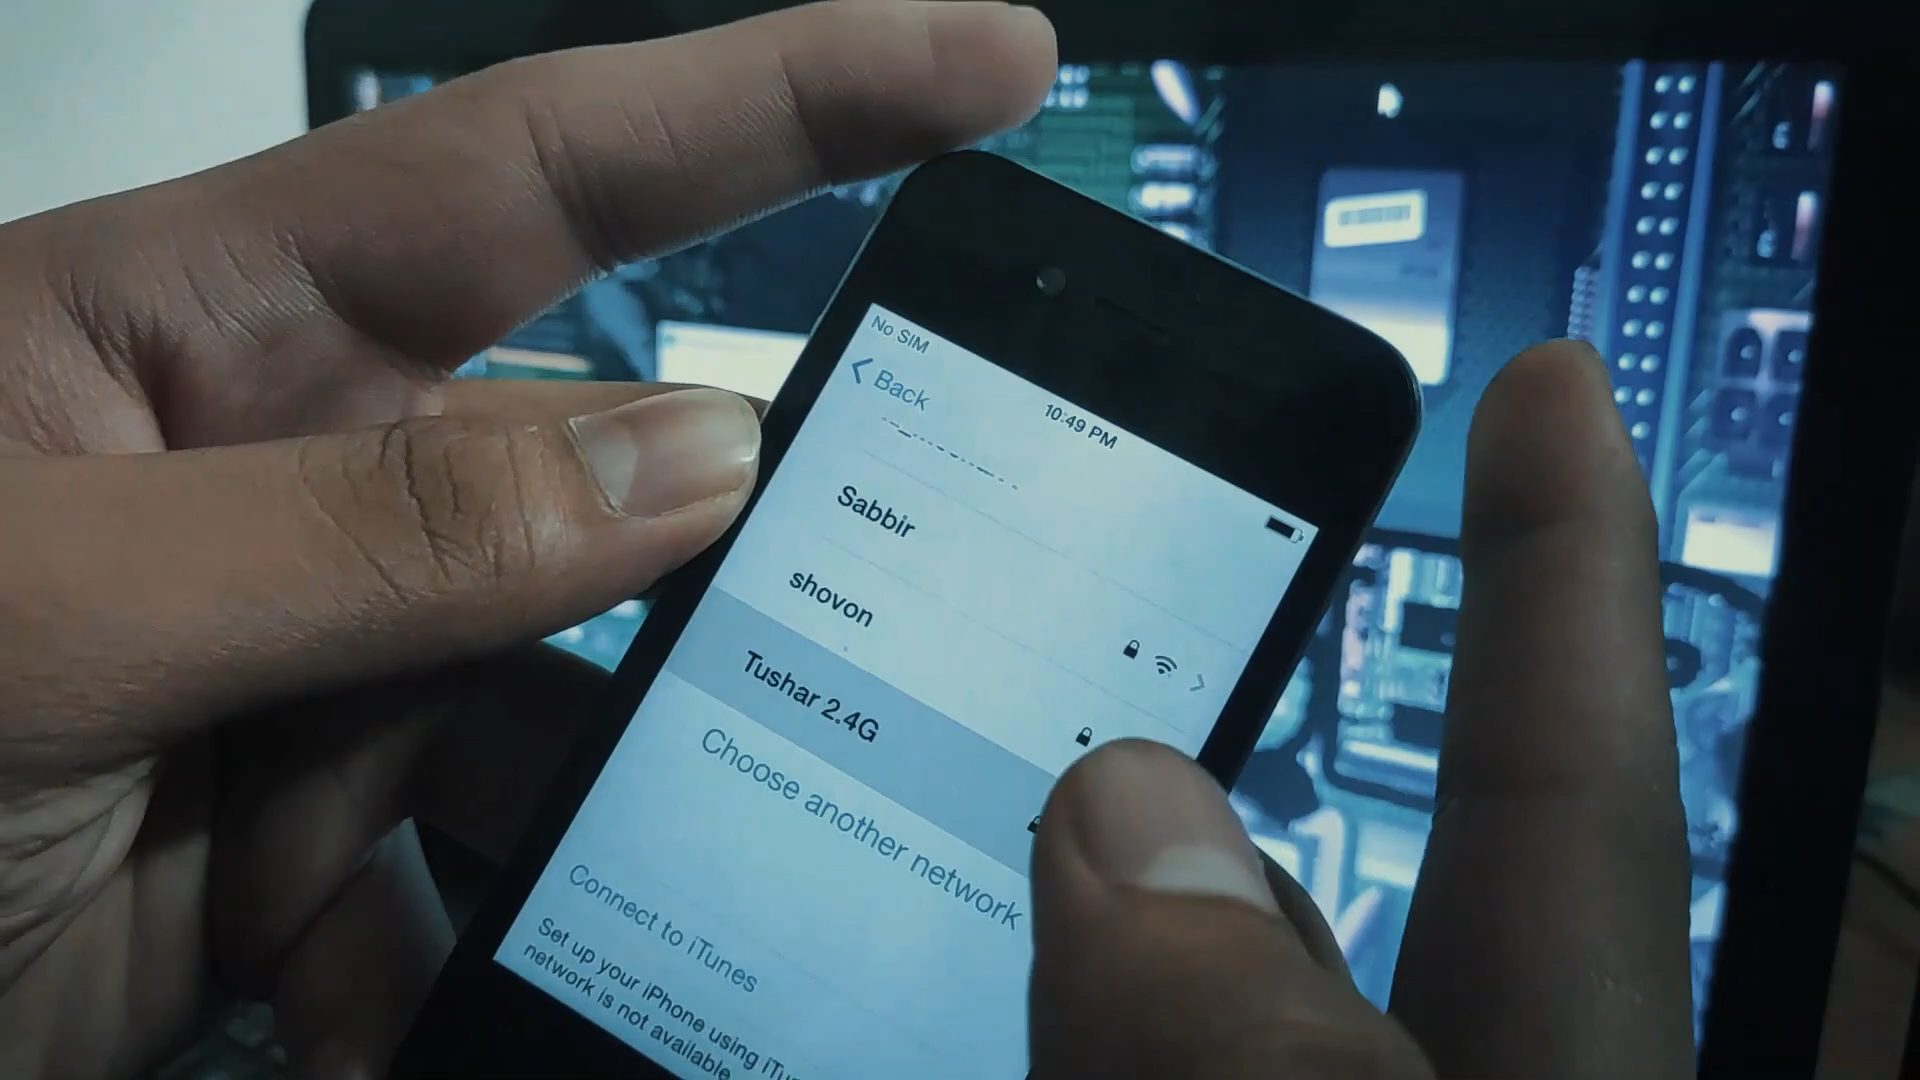 No SIM
10:49 PM
Back
Sabbir
shovon
Tushar 2.4G
Choose another network
Connect to iTunes
Set up your iPhone using
network is not available